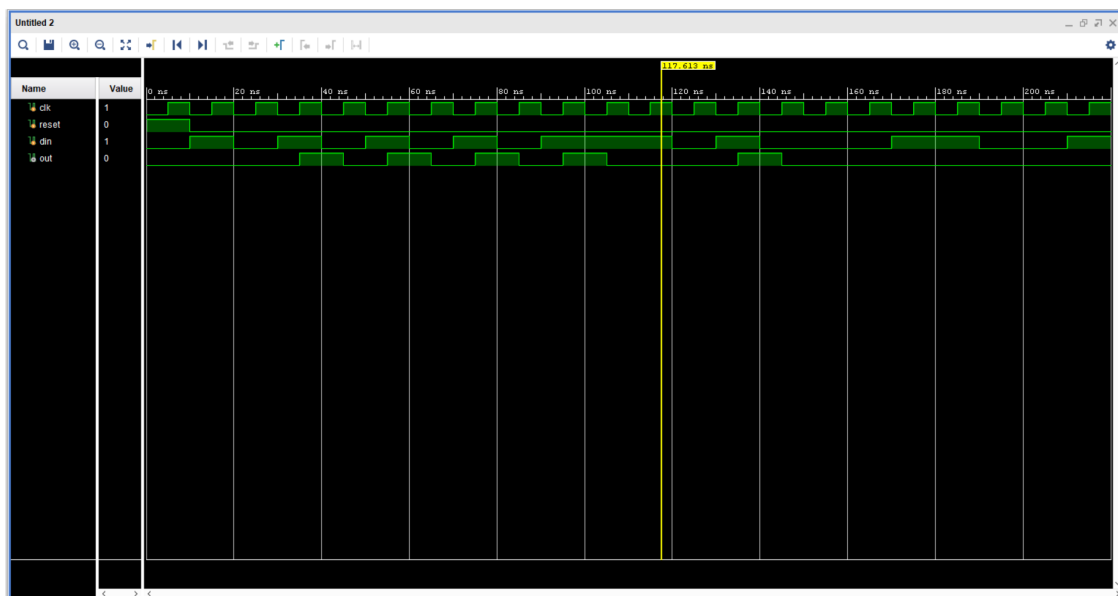 Untitled 2
117.613 ns
Name Value
0 ns 20 ns 40 ns 60 ns 80 ns 100 ns 120 ns 140 ns 160 ns 180 ns 200 ns
clk 1
reset 0
din 1
out 0